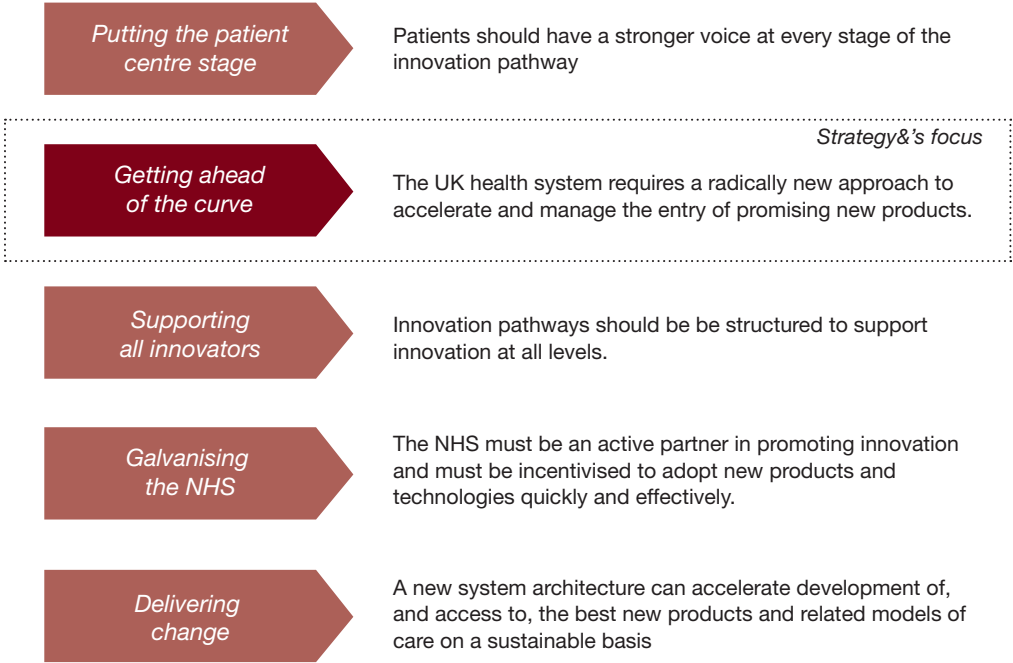 Putting the patient
centre stage
Patients should have a stronger voice at every stage of the
innovation pathway
Strategy&'s focus
Getting ahead
of the curve
The UK health system requires a radically new approach to
accelerate and manage the entry of promising new products.
Supporting
all innovators
Innovation pathways should be be structured to support
innovation at all levels.
Galvanising
the NHS
The NHS must be an active partner in promoting innovation
and must be incentivised to adopt new products and
technologies quickly and effectively.
Delivering
change
A new system architecture can accelerate development of,
and access to, the best new products and related models of
care on a sustainable basis